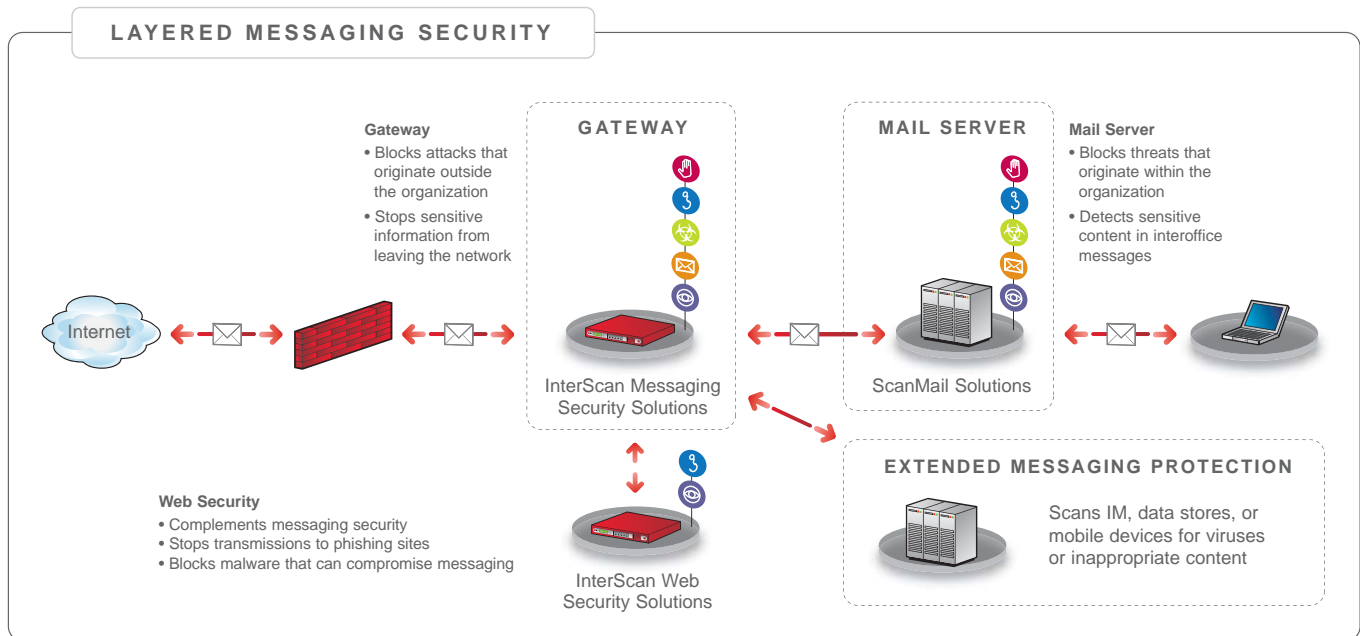 LAYERED MESSAGING SECURITY
Gateway
• Blocks attacks that
originate outside
the organization
• Stops sensitive
information from
leaving the network
GATEWAY
MAIL SERVER
Mail Server
• Blocks threats that
originate within the
organization
• Detects sensitive
content in interoffice
messages
Internet
InterScan Messaging
Security Solutions
ScanMail Solutions
Web Security
• Complements messaging security
• Stops transmissions to phishing sites
• Blocks malware that can compromise messaging
InterScan Web
Security Solutions
EXTENDED MESSAGING PROTECTION
Scans IM, data stores, or
mobile devices for viruses
or inappropriate content